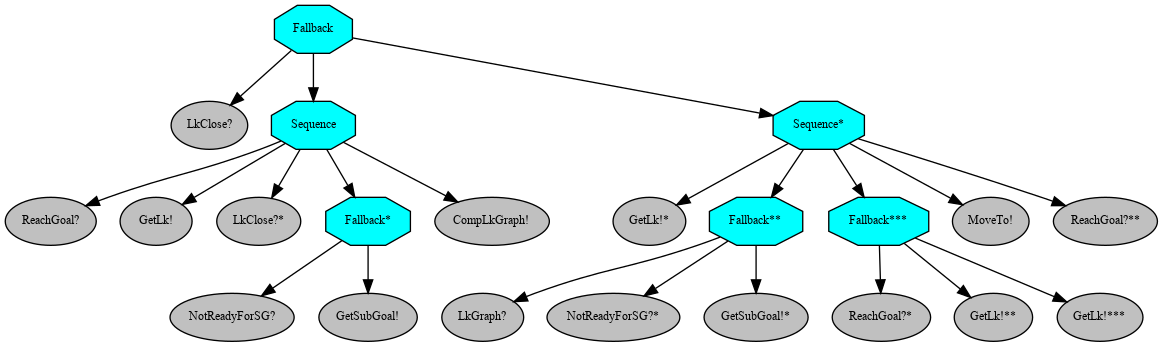 Fallback
LkClose?
Sequence
Sequence*
ReachGoal?
GetLk!
LkClose?*
Fallback*
CompLkGraph!
GetLk!*
Fallback**
Fallback***
MoveTo!
ReachGoal?**
NotReadyForSG?
GetSubGoal!
LkGraph?
NotReadyForSG?*
GetSubGoal!*
ReachGoal?*
GetLk!**
GetLk!***